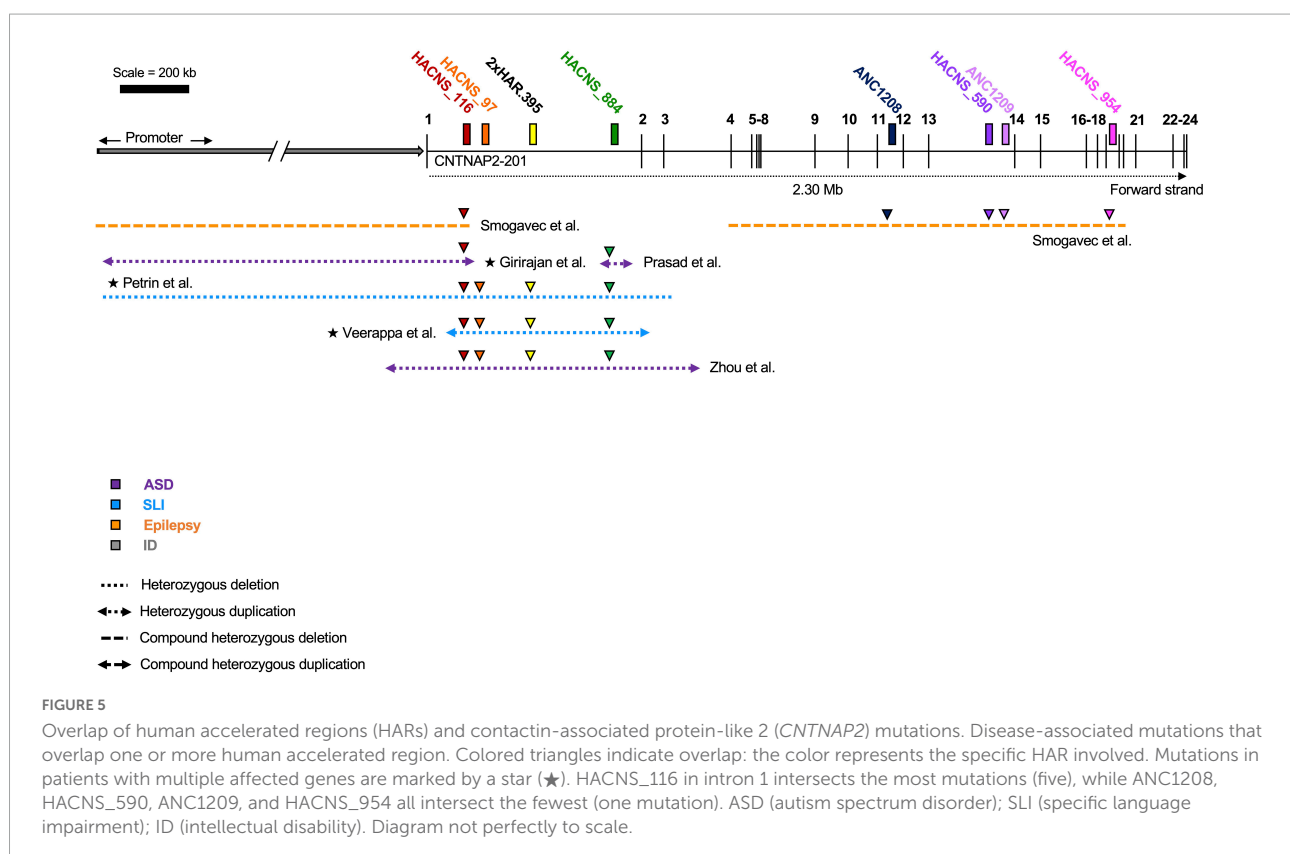 Scale = 200 kb
HACNS_116
HACNS_97
2xHAR.395
HACNS_884
ANC1208
HACNS_590
ANC1209
HACNS_954
Promoter
1 2 3 4 5-8 9 10 11 12 13 14 15 16-18 21 22-24
CNTNAP2-201
2.30 Mb
Forward strand
Smogavec et al.
Smogavec et al.
★ Girirajan et al.
Prasad et al.
★ Petrin et al.
★ Veerappa et al.
Zhou et al.
ASD
SLI
Epilepsy
ID
Heterozygous deletion
Heterozygous duplication
Compound heterozygous deletion
Compound heterozygous duplication
FIGURE 5
Overlap of human accelerated regions (HARs) and contactin-associated protein-like 2 (CNTNAP2) mutations. Disease-associated mutations that
overlap one or more human accelerated region. Colored triangles indicate overlap: the color represents the specific HAR involved. Mutations in
patients with multiple affected genes are marked by a star (★). HACNS_116 in intron 1 intersects the most mutations (five), while ANC1208,
HACNS_590, ANC1209, and HACNS_954 all intersect the fewest (one mutation). ASD (autism spectrum disorder); SLI (specific language
impairment); ID (intellectual disability). Diagram not perfectly to scale.